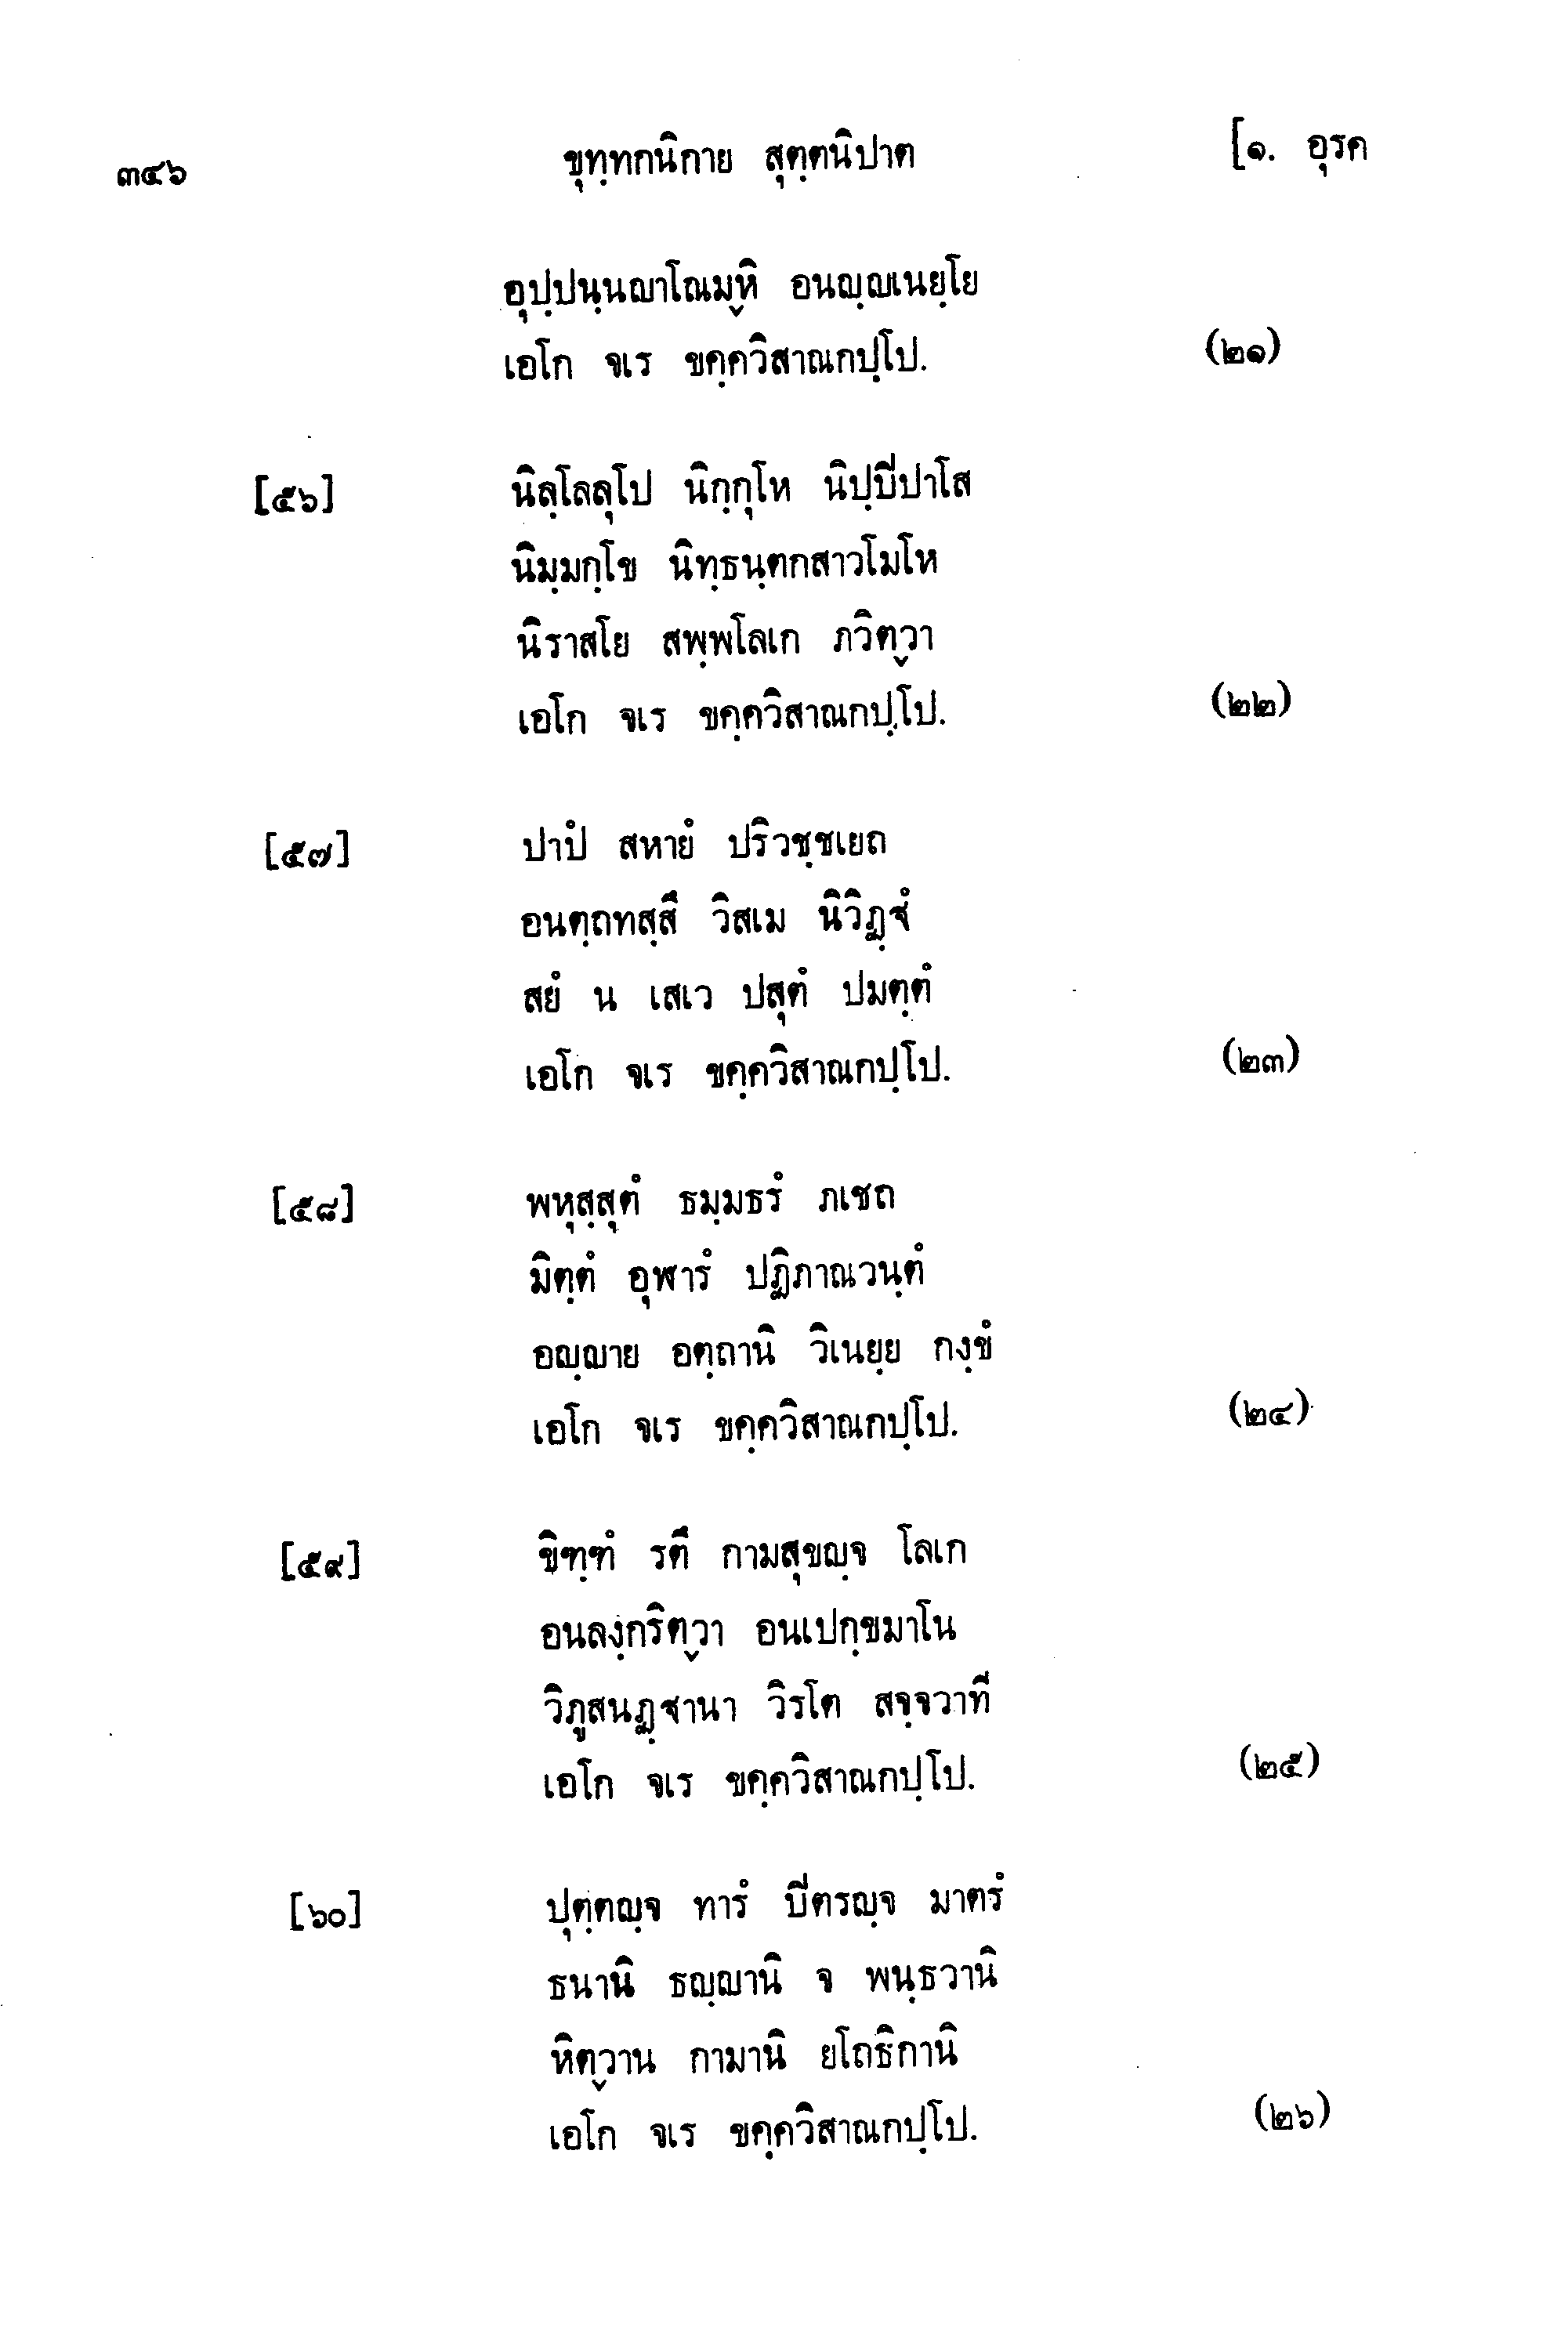 ๓๔๖ ขุทฺทกนิกาย สุตฺตนิปาต [๑. อุรค
อุปฺปนฺนญาโณมฺหิ อนญฺญเนยฺโย
เอโก จเร ขคฺควิสาณกปฺโป. (๒๑)
[๕๖] นิลฺโลลุโป นิกฺกุโห นิปฺปิปาโส
นิมฺมกฺโข นิทฺธนฺตกสาวโมโห
นิราสโย สพฺพโลเก ภวิตฺวา
เอโก จเร ขคฺควิสาณกปฺโป. (๒๒)
[๕๗] ปาปํ สหายํ ปริวชฺชเยถ
อนตฺถทสฺสึ วิสเม นิวิฏฺฐํ
สยํ น เสเว ปสุตํ ปมตฺตํ
เอโก จเร ขคฺควิสาณกปฺโป. (๒๓)
[๕๘] พหุสฺสุตํ ธมฺมธรํ ภเชถ
มิตฺตํ อุฬารํ ปฏิภาณวนฺตํ
อญฺญาย อตฺถานิ วิเนยฺย กงฺขํ
เอโก จเร ขคฺควิสาณกปฺโป. (๒๔)
[๕๙] ขิฑฺฑํ รตึ กามสุขญฺจ โลเก
อนลงฺกริตฺวา อนเปกฺขมาโน
วิภูสนฏฺฐานา วิรโต สจฺจวาที
เอโก จเร ขคฺควิสาณกปฺโป. (๒๕)
[๖๐] ปุตฺตญฺจ ทารํ ปิตรญฺจ มาตรํ
ธนานิ ธญฺญานิ จ พนฺธวานิ
หิตฺวาน กามานิ ยโถธิกานิ
เอโก จเร ขคฺควิสาณกปฺโป. (๒๖)